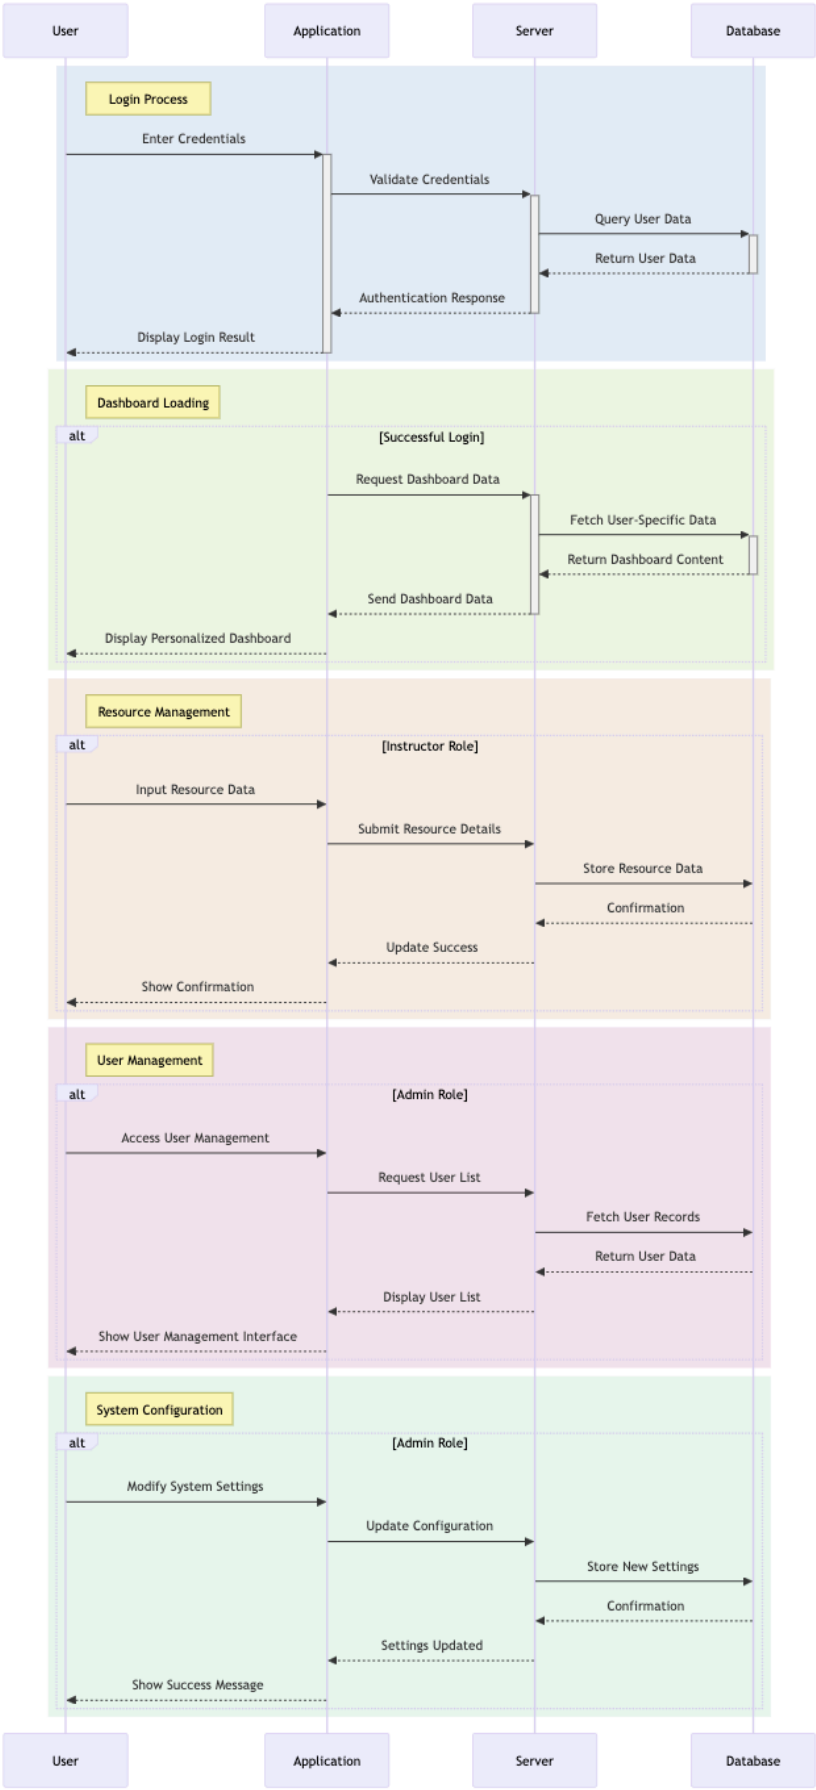 User
Application
Server
Database
Login Process
Enter Credentials
Validate Credentials
Query User Data
Return User Data
Authentication Response
Display Login Result
Dashboard Loading
alt
[Successful Login]
Request Dashboard Data
Fetch User-Specific Data
Return Dashboard Content
Send Dashboard Data
Display Personalized Dashboard
Resource Management
alt
[Instructor Role]
Input Resource Data
Submit Resource Details
Store Resource Data
Confirmation
Update Success
Show Confirmation
User Management
alt
[Admin Role]
Access User Management
Request User List
Fetch User Records
Return User Data
Display User List
Show User Management Interface
System Configuration
alt
[Admin Role]
Modify System Settings
Update Configuration
Store New Settings
Confirmation
Settings Updated
Show Success Message
User
Application
Server
Database